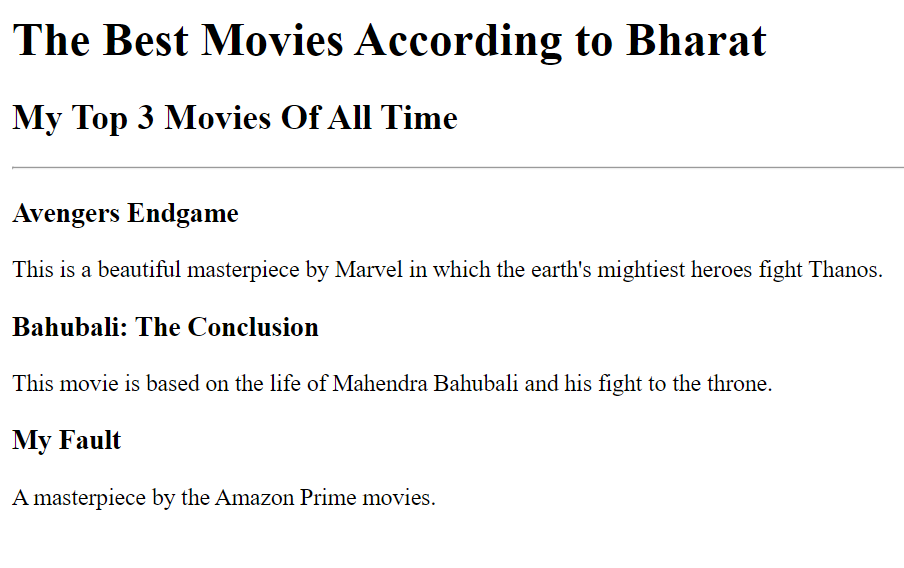 The Best Movies According to Bharat
My Top 3 Movies Of All Time
Avengers Endgame
This is a beautiful masterpiece by Marvel in which the earth's mightiest heroes fight Thanos.
Bahubali: The Conclusion
This movie is based on the life of Mahendra Bahubali and his fight to the throne.
My Fault
A masterpiece by the Amazon Prime movies.